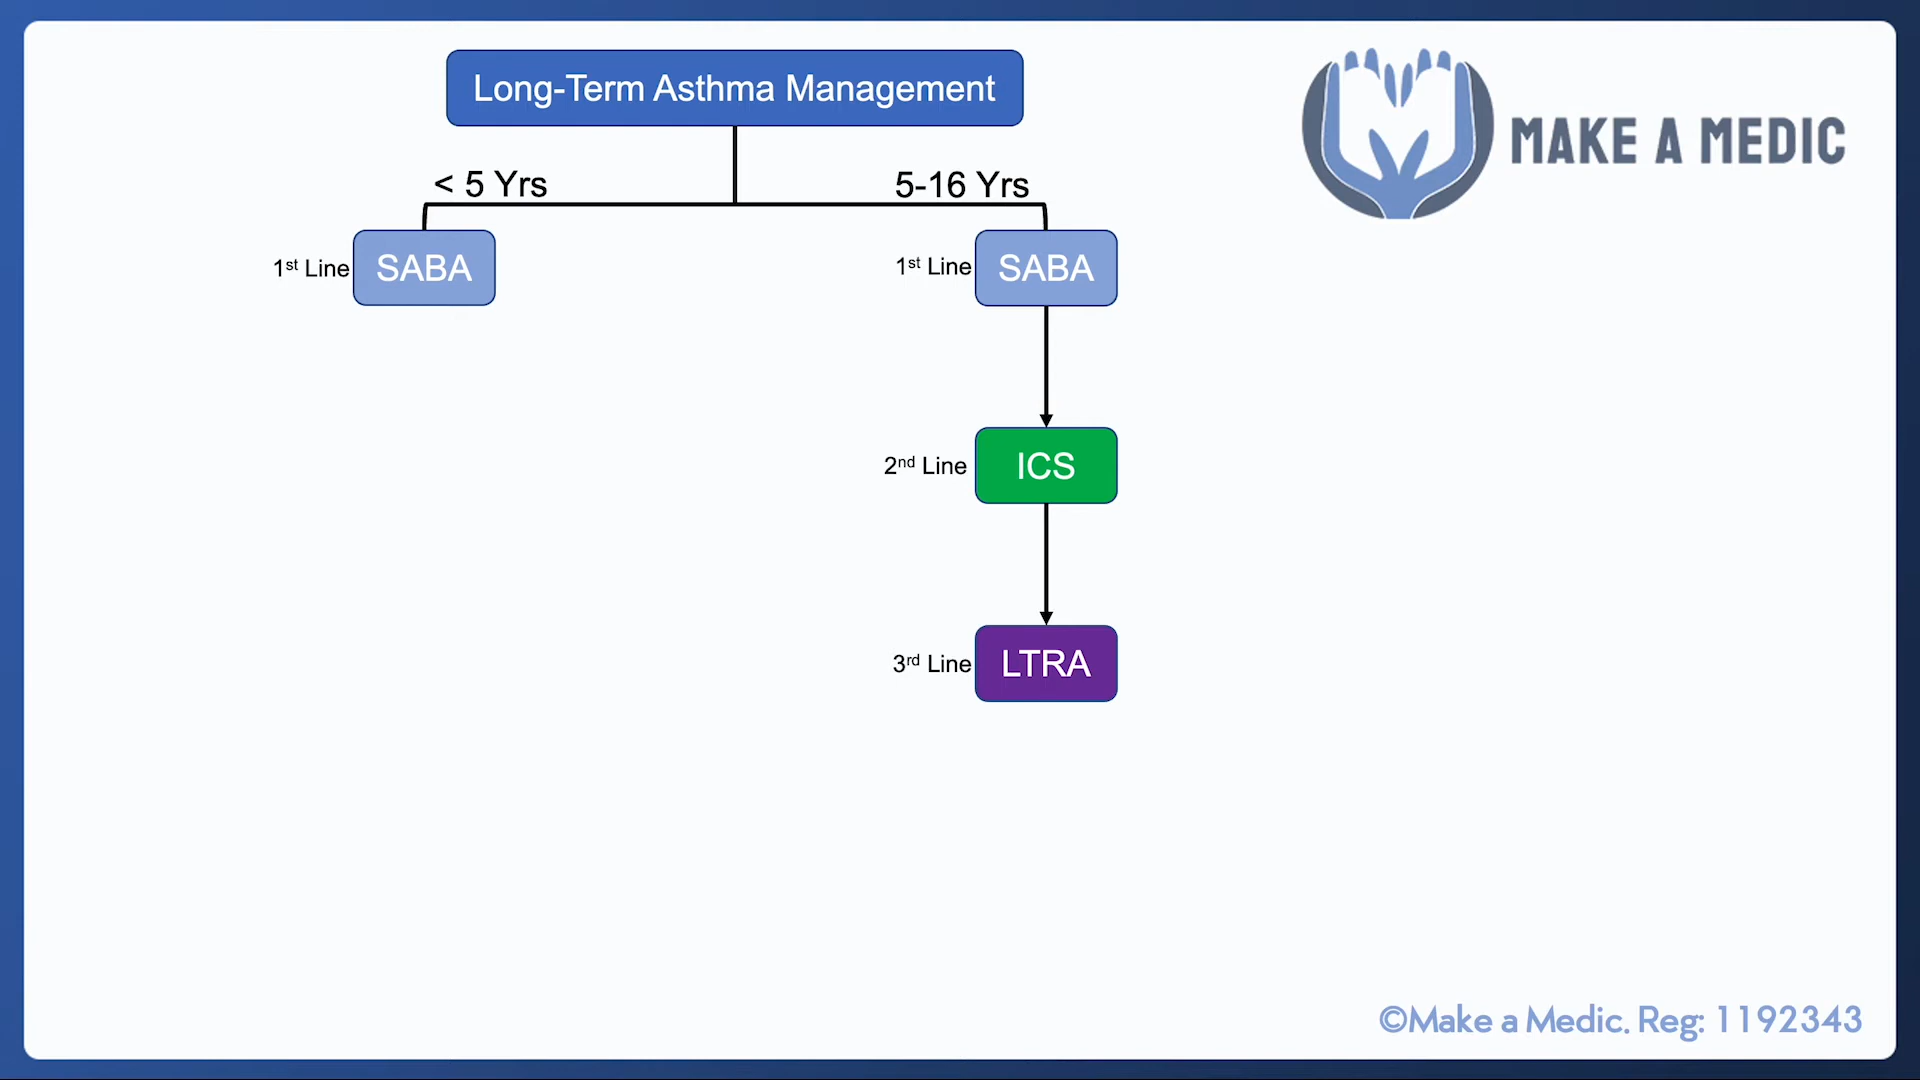 Long-Term Asthma Management
MAKE A MEDIC
< 5 Yrs
5-16 Yrs
1st Line
SABA
1st Line
SABA
2nd Line
ICS
3rd Line
LTRA
©Make a Medic. Reg: 1192343